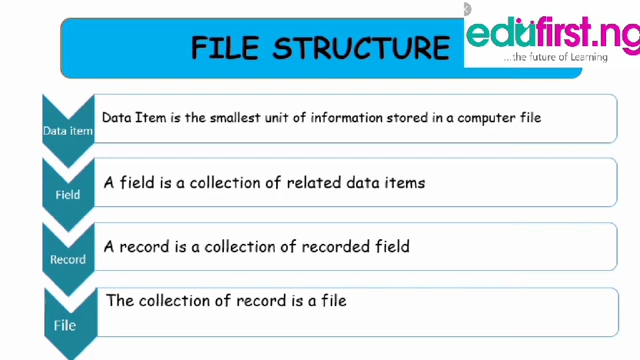 FILE STRUCTURE
edufirst.ng
...the future of Learning
Data item
Data Item is the smallest unit of information stored in a computer file
Field
A field is a collection of related data items
Record
A record is a collection of recorded field
File
The collection of record is a file